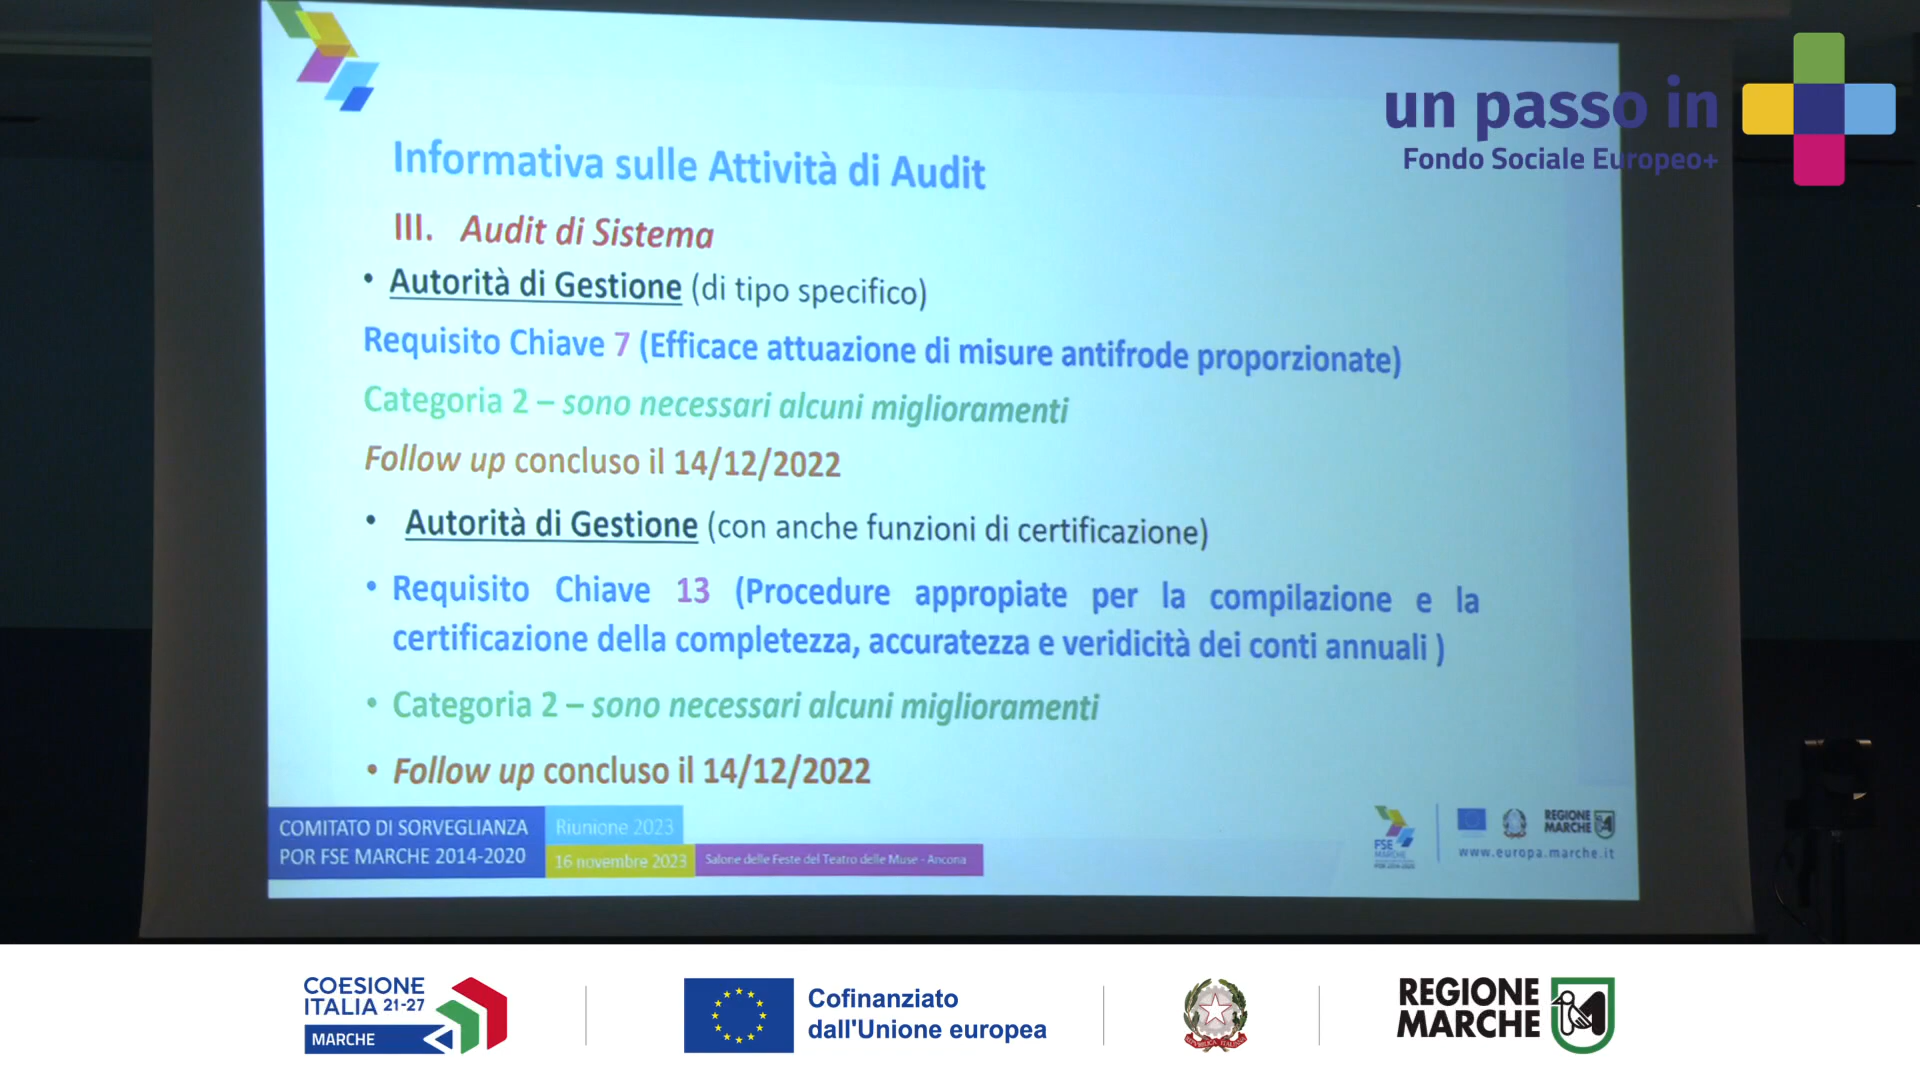 un passo in
Fondo Sociale Europeo+
Informativa sulle Attività di Audit
III. Audit di Sistema
• Autorità di Gestione (di tipo specifico)
Requisito Chiave 7 (Efficace attuazione di misure antifrode proporzionate)
Categoria 2 – sono necessari alcuni miglioramenti
Follow up concluso il 14/12/2022
• Autorità di Gestione (con anche funzioni di certificazione)
• Requisito Chiave 13 (Procedure appropiate per la compilazione e la
certificazione della completezza, accuratezza e veridicità dei conti annuali )
• Categoria 2 – sono necessari alcuni miglioramenti
• Follow up concluso il 14/12/2022
COMITATO DI SORVEGLIANZA
POR FSE MARCHE 2014-2020
Riunione 2023
16 novembre 2023
Salone delle Feste del Teatro delle Muse - Ancona
FSE
MARCHE
REGIONE
MARCHE
www.europa.marche.it
COESIONE
ITALIA 21-27
MARCHE
Cofinanziato
dall'Unione europea
REGIONE
MARCHE